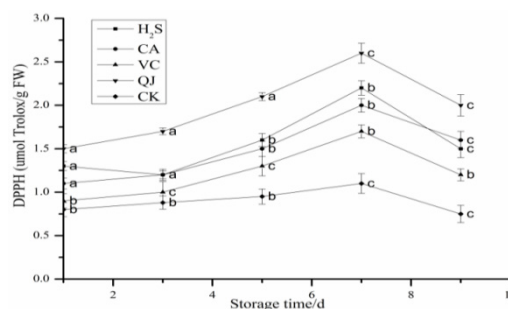 3.0
2.5
2.0
1.5
1.0
0.5
0.0
DPPH (umol Trolox/g FW)
H₂S
CA
VC
QJ
CK
a a a c c
a a b b c
a a b b c
b c c b c
b b b c c
2 4 6 8 1
Storage time/d